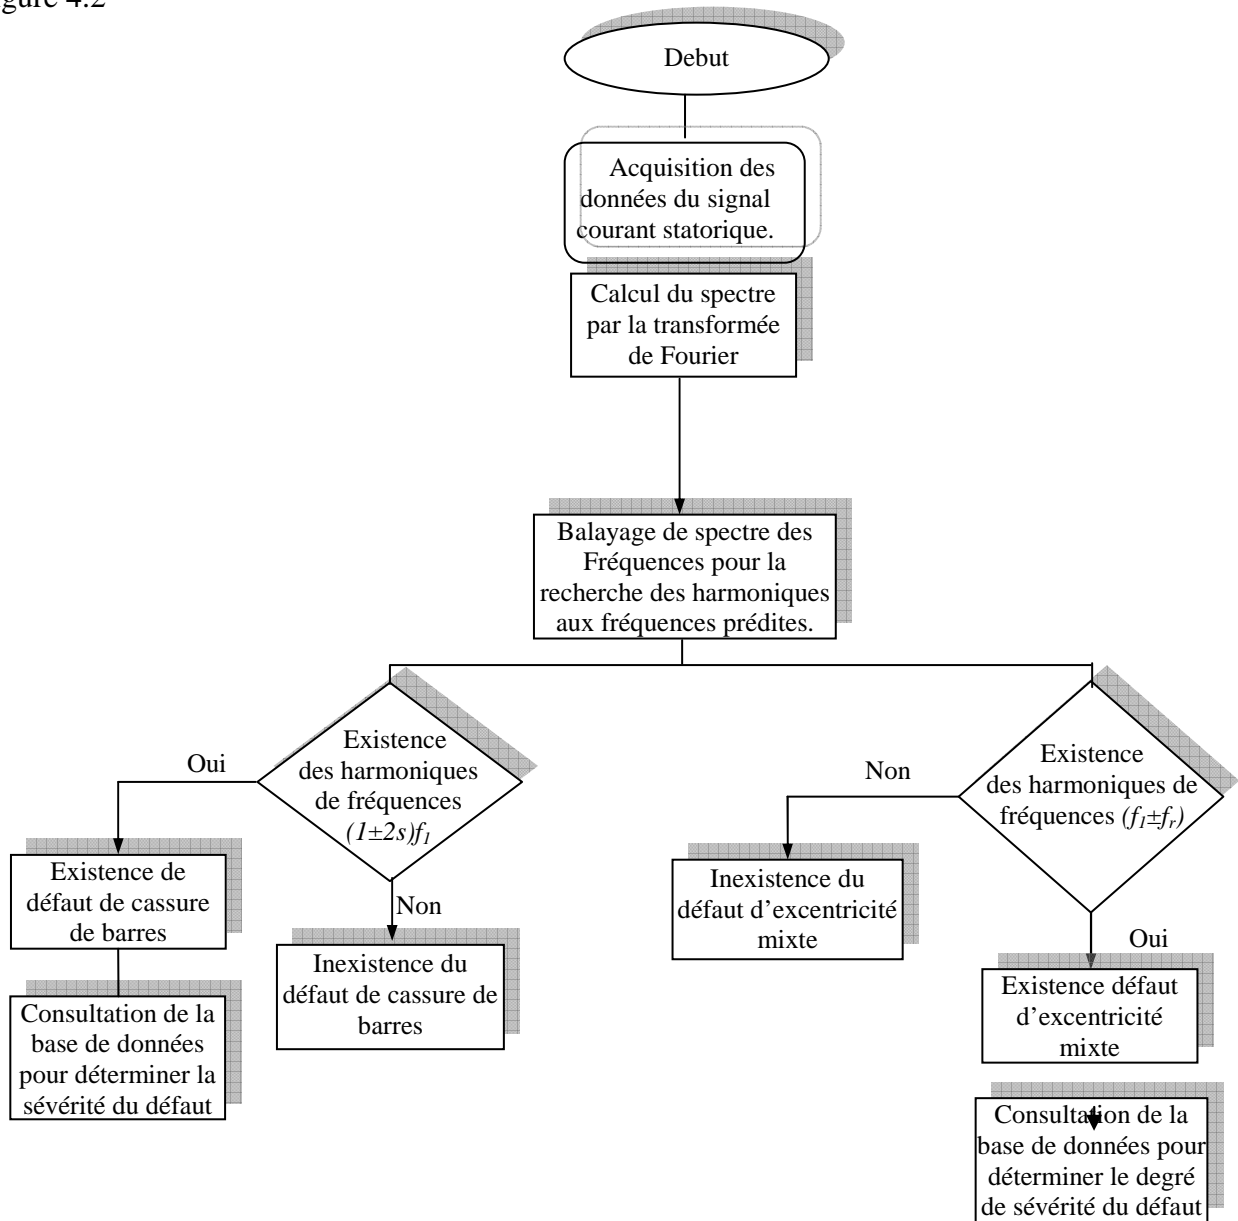 gure 4.2
Debut
Acquisition des
données du signal
courant statorique.
Calcul du spectre
par la transformée
de Fourier
Balayage de spectre des
Fréquences pour la
recherche des harmoniques
aux fréquences prédites.
Oui
Existence
des harmoniques
de fréquences
(1±2s)f1
Non
Existence
des harmoniques de
fréquences (f1±fr)
Existence de
défaut de cassure
de barres
Non
Inexistence du
défaut de cassure de
barres
Inexistence du
défaut d’excentricité
mixte
Oui
Existence défaut
d’excentricité
mixte
Consultation de la
base de données
pour déterminer la
sévérité du défaut
Consultation de la
base de données pour
déterminer le degré
de sévérité du défaut